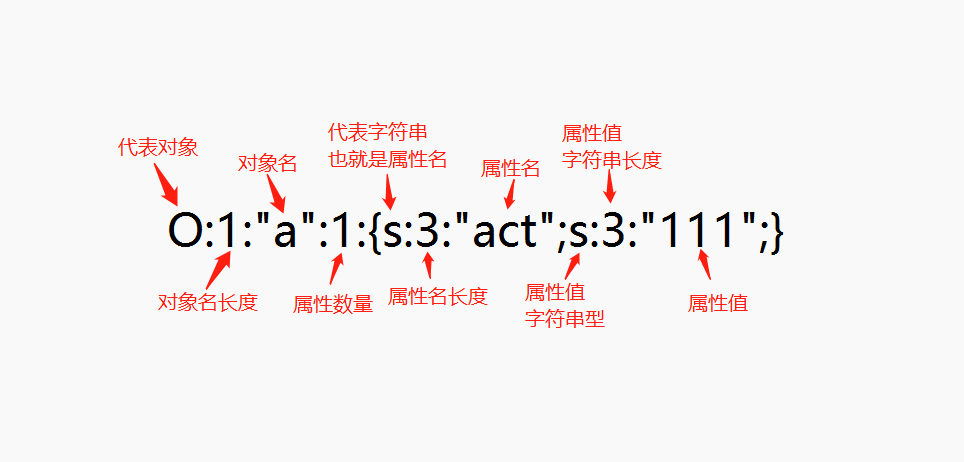 代表对象
对象名
代表字符串
也就是属性名
属性名
属性值
字符串长度
O:1:"a":1:{s:3:"act";s:3:"111";}
对象名长度
属性数量
属性名长度
属性值
字符串型
属性值